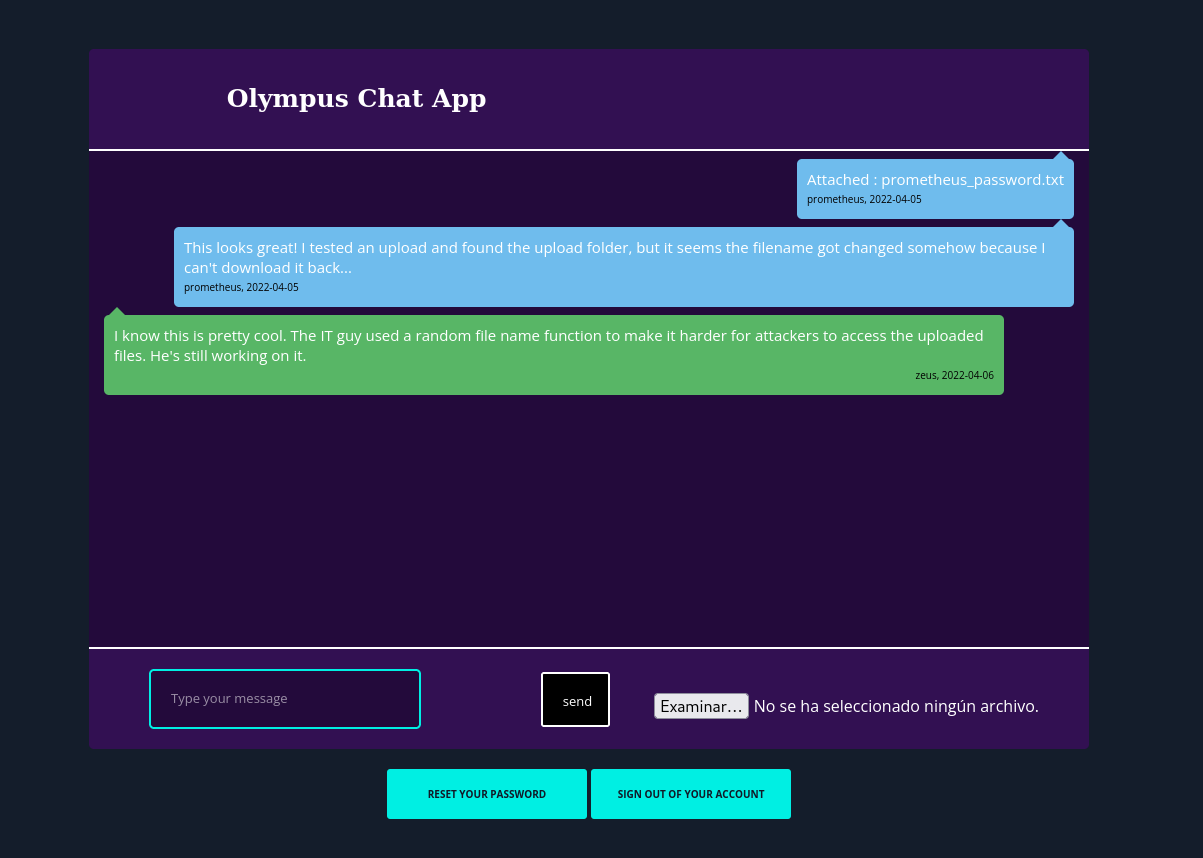 Olympus Chat App
Attached : prometheus_password.txt
prometheus, 2022-04-05
This looks great! I tested an upload and found the upload folder, but it seems the filename got changed somehow because I
can't download it back...
prometheus, 2022-04-05
I know this is pretty cool. The IT guy used a random file name function to make it harder for attackers to access the uploaded
files. He's still working on it.
zeus, 2022-04-06
Type your message
send
Examinar... No se ha seleccionado ningún archivo.
RESET YOUR PASSWORD
SIGN OUT OF YOUR ACCOUNT